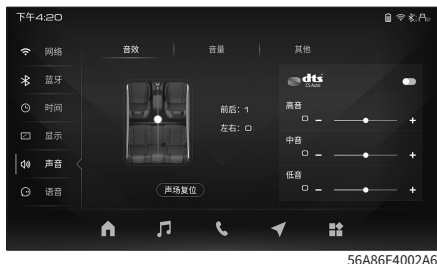 下午4:20
网络
蓝牙
时间
显示
声音
语音
音效
音量
其他
前后：1
左右：0
声场复位
dts
CS Auto
高音
0 - +
中音
0 - +
低音
0 - +
56A86F4002A6